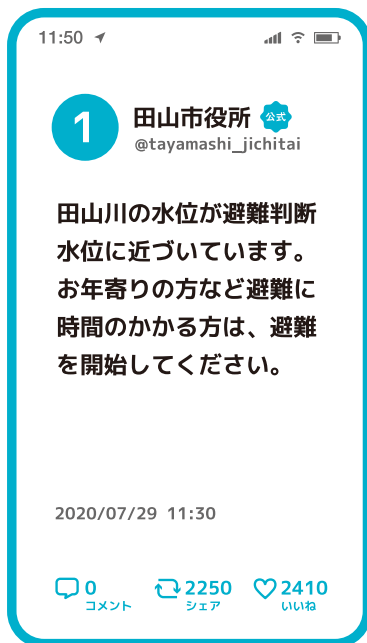 11:50
1
田山市役所 公式
@tayamashi_jichitai
田山川の水位が避難判断
水位に近づいています。
お年寄りの方など避難に
時間のかかる方は、避難
を開始してください。
2020/07/29 11:30
0 2250 2410
コメント シェア いいね